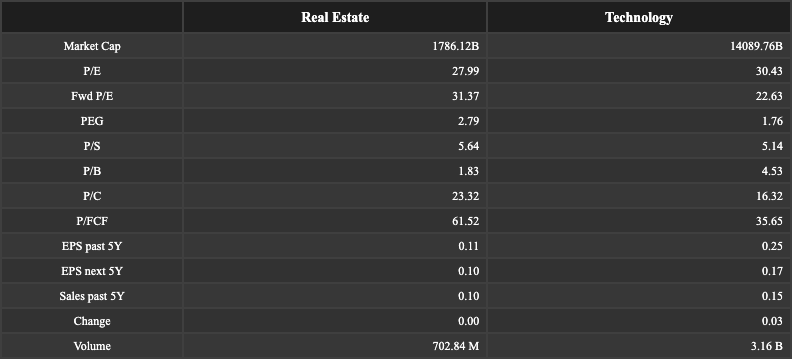 Real Estate Technology
Market Cap 1786.12B 14089.76B
P/E 27.99 30.43
Fwd P/E 31.37 22.63
PEG 2.79 1.76
P/S 5.64 5.14
P/B 1.83 4.53
P/C 23.32 16.32
P/FCF 61.52 35.65
EPS past 5Y 0.11 0.25
EPS next 5Y 0.10 0.17
Sales past 5Y 0.10 0.15
Change 0.00 0.03
Volume 702.84 M 3.16 B